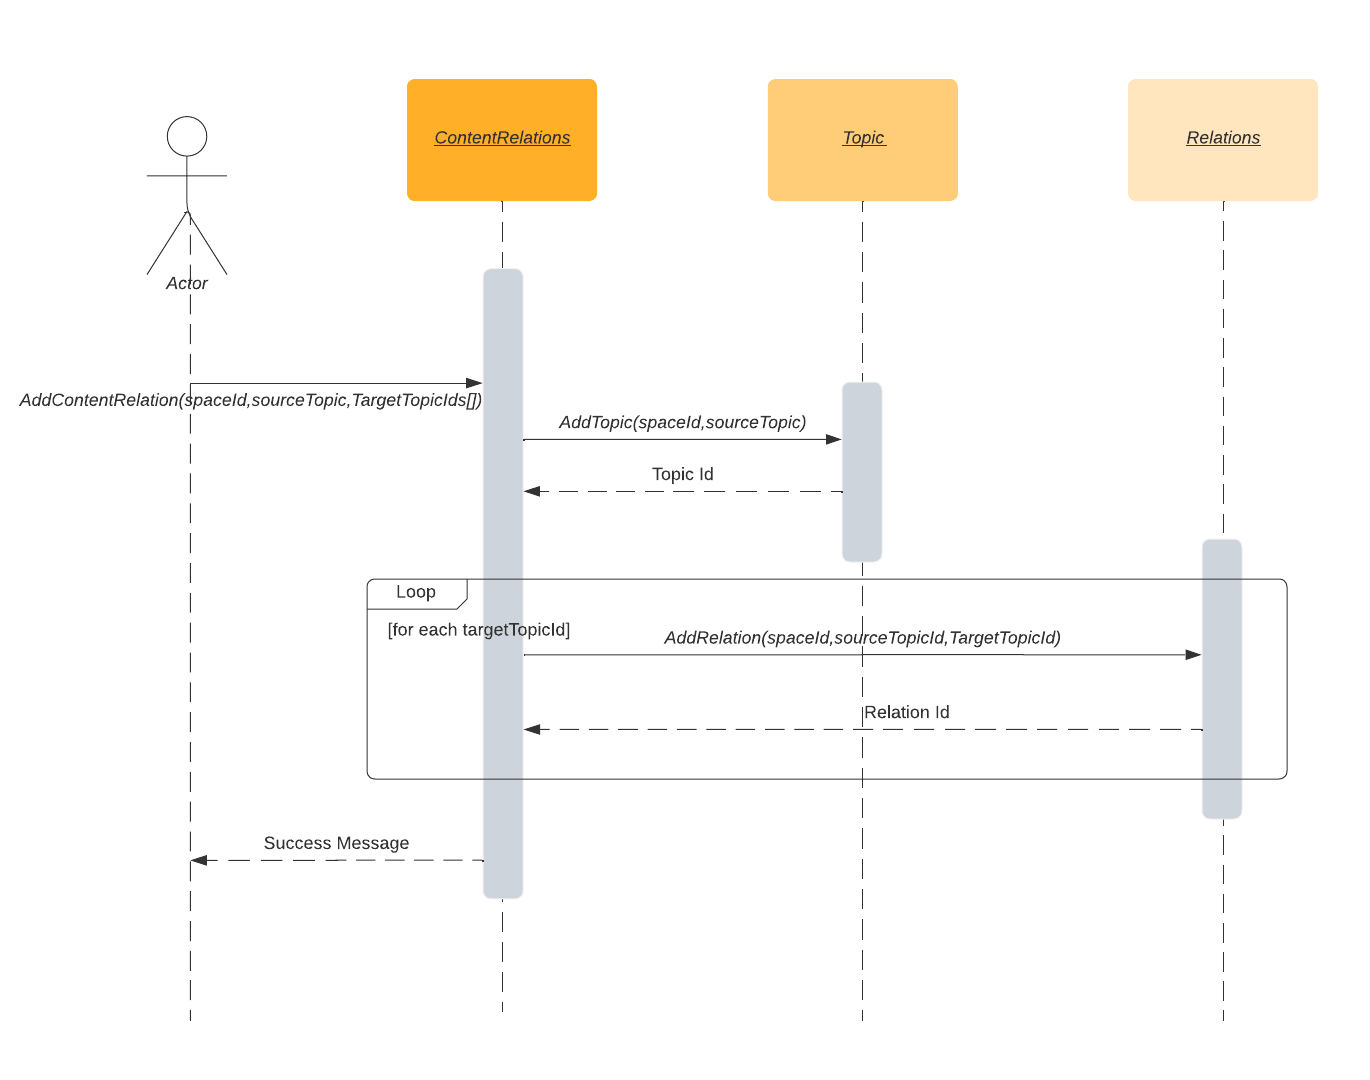 ContentRelations
Topic
Relations
Actor
AddContentRelation(spaceId,sourceTopic,TargetTopicIds[])
AddTopic(spaceId,sourceTopic)
Topic Id
Loop
[for each targetTopicId]
AddRelation(spaceId,sourceTopicId,TargetTopicId)
Relation Id
Success Message